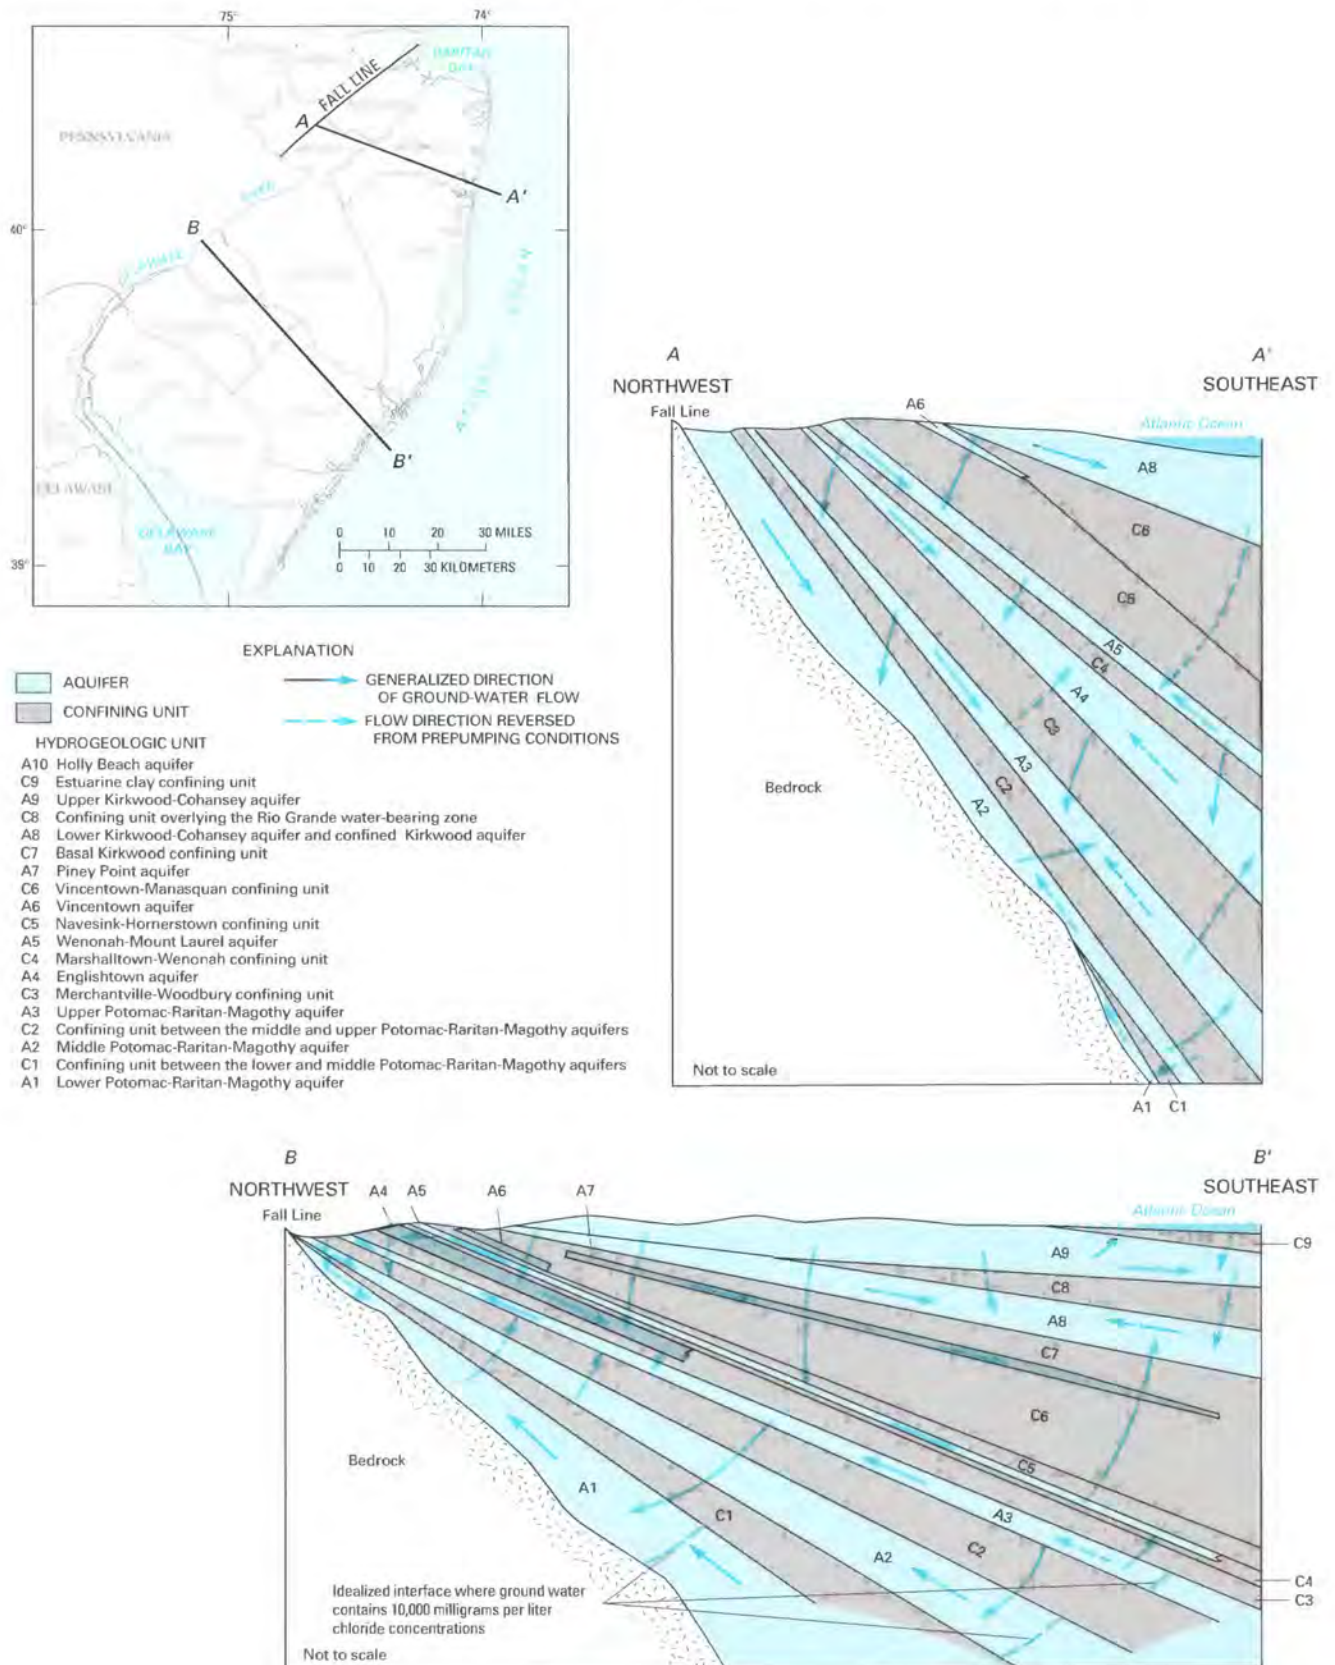 75°
74°
RARITAN
BAY
FALL LINE
A
PENNSYLVANIA
A'
RIVER
B
40°
DELAWARE
ATLANTIC OCEAN
B'
DELAWARE
DELAWARE
BAY
0 10 20 30 MILES
0 10 20 30 KILOMETERS
39°
EXPLANATION
AQUIFER
CONFINING UNIT
GENERALIZED DIRECTION
OF GROUND-WATER FLOW
FLOW DIRECTION REVERSED
FROM PREPUMPING CONDITIONS
HYDROGEOLOGIC UNIT
A10 Holly Beach aquifer
C9 Estuarine clay confining unit
A9 Upper Kirkwood-Cohansey aquifer
C8 Confining unit overlying the Rio Grande water-bearing zone
A8 Lower Kirkwood-Cohansey aquifer and confined Kirkwood aquifer
C7 Basal Kirkwood confining unit
A7 Piney Point aquifer
C6 Vincentown-Manasquan confining unit
A6 Vincentown aquifer
C5 Navesink-Hornerstown confining unit
A5 Wenonah-Mount Laurel aquifer
C4 Marshalltown-Wenonah confining unit
A4 Englishtown aquifer
C3 Merchantville-Woodbury confining unit
A3 Upper Potomac-Raritan-Magothy aquifer
C2 Confining unit between the middle and upper Potomac-Raritan-Magothy aquifers
A2 Middle Potomac-Raritan-Magothy aquifer
C1 Confining unit between the lower and middle Potomac-Raritan-Magothy aquifers
A1 Lower Potomac-Raritan-Magothy aquifer
A
NORTHWEST
Fall Line
A6
A'
SOUTHEAST
Atlantic Ocean
A8
C6
A5
C4
A4
C3
A3
C2
A2
Bedrock
Not to scale
A1 C1
B
NORTHWEST
Fall Line
A4 A5 A6 A7
B'
SOUTHEAST
Atlantic Ocean
A9
C9
C8
A8
C7
C6
C5
A3
C2
A2
C1
A1
C4
C3
Bedrock
Idealized interface where ground water
contains 10,000 milligrams per liter
chloride concentrations
Not to scale